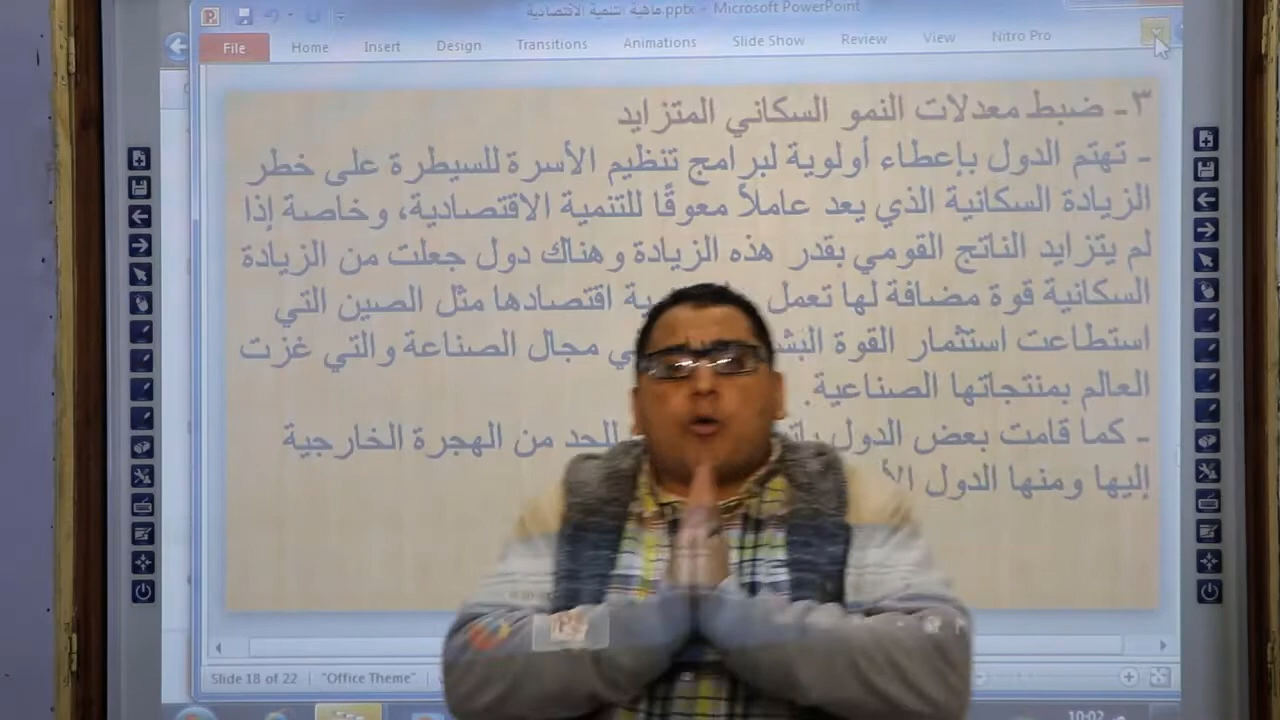 ماهية التنمية الاقتصادية.pptx - Microsoft PowerPoint
File Home Insert Design Transitions Animations Slide Show Review View Nitro Pro
٣- ضبط معدلات النمو السكاني المتزايد
- تهتم الدول بإعطاء أولوية لبرامج تنظيم الأسرة للسيطرة على خطر
الزيادة السكانية الذي يعد عاملاً معوقًا للتنمية الاقتصادية، وخاصة إذا
لم يتزايد الناتج القومي بقدر هذه الزيادة وهناك دول جعلت من الزيادة
السكانية قوة مضافة لها تعمل اقتصادها مثل الصين التي
استطاعت استثمار القوة مجال الصناعة والتي غزت
العالم بمنتجاتها الصناعية.
- كما قامت بعض الدول للحد من الهجرة الخارجية
إليها ومنها الدول
Slide 18 of 22 "Office Theme"
10:02